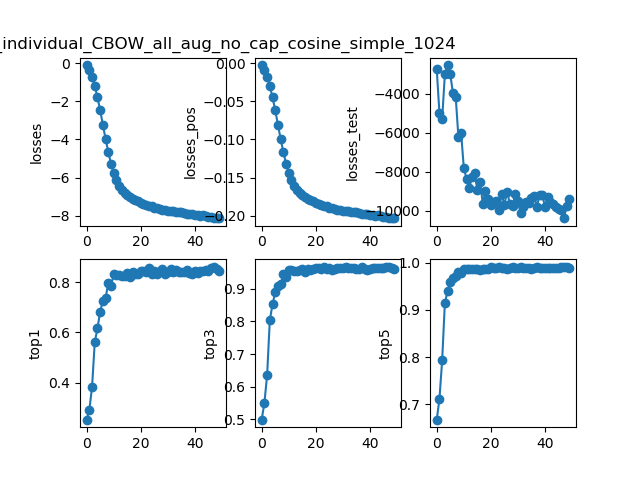 _individual_CBOW_all_aug_no_cap_cosine_simple_1024
0
−2
−4
−6
−8
losses
0 20 40
0.00
−0.05
−0.10
−0.15
−0.20
losses_pos
0 20 40
−4000
−6000
−8000
−10000
losses_test
0 20 40
0.8
0.6
0.4
top1
0 20 40
0.9
0.8
0.7
0.6
0.5
top3
0 20 40
1.0
0.9
0.8
0.7
top5
0 20 40